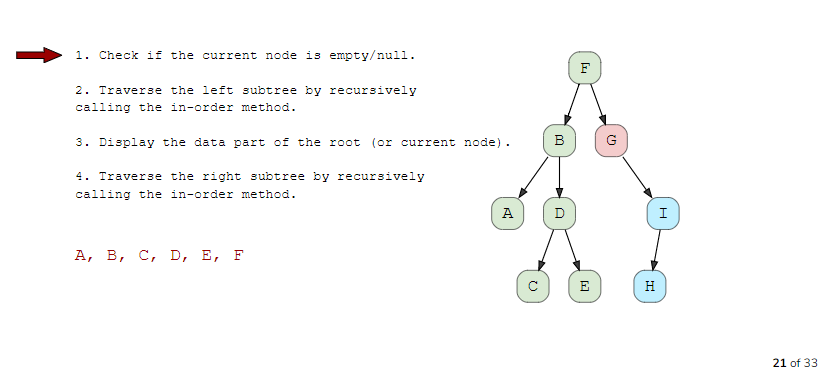 1. Check if the current node is empty/null.
2. Traverse the left subtree by recursively
calling the in-order method.
3. Display the data part of the root (or current node).
4. Traverse the right subtree by recursively
calling the in-order method.
A, B, C, D, E, F
F
B G
A D I
C E H
21 of 33